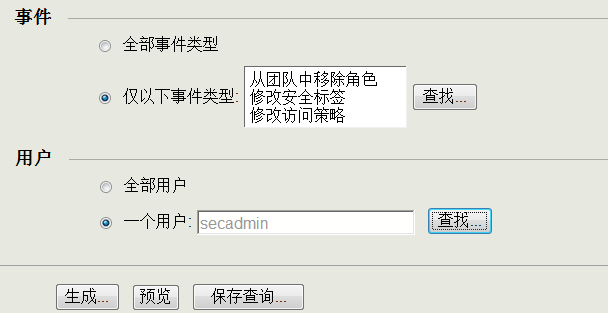 事件
全部事件类型
仅以下事件类型:
从团队中移除角色
修改安全标签
修改访问策略
查找...
用户
全部用户
一个用户: secadmin 查找...
生成... 预览 保存查询...